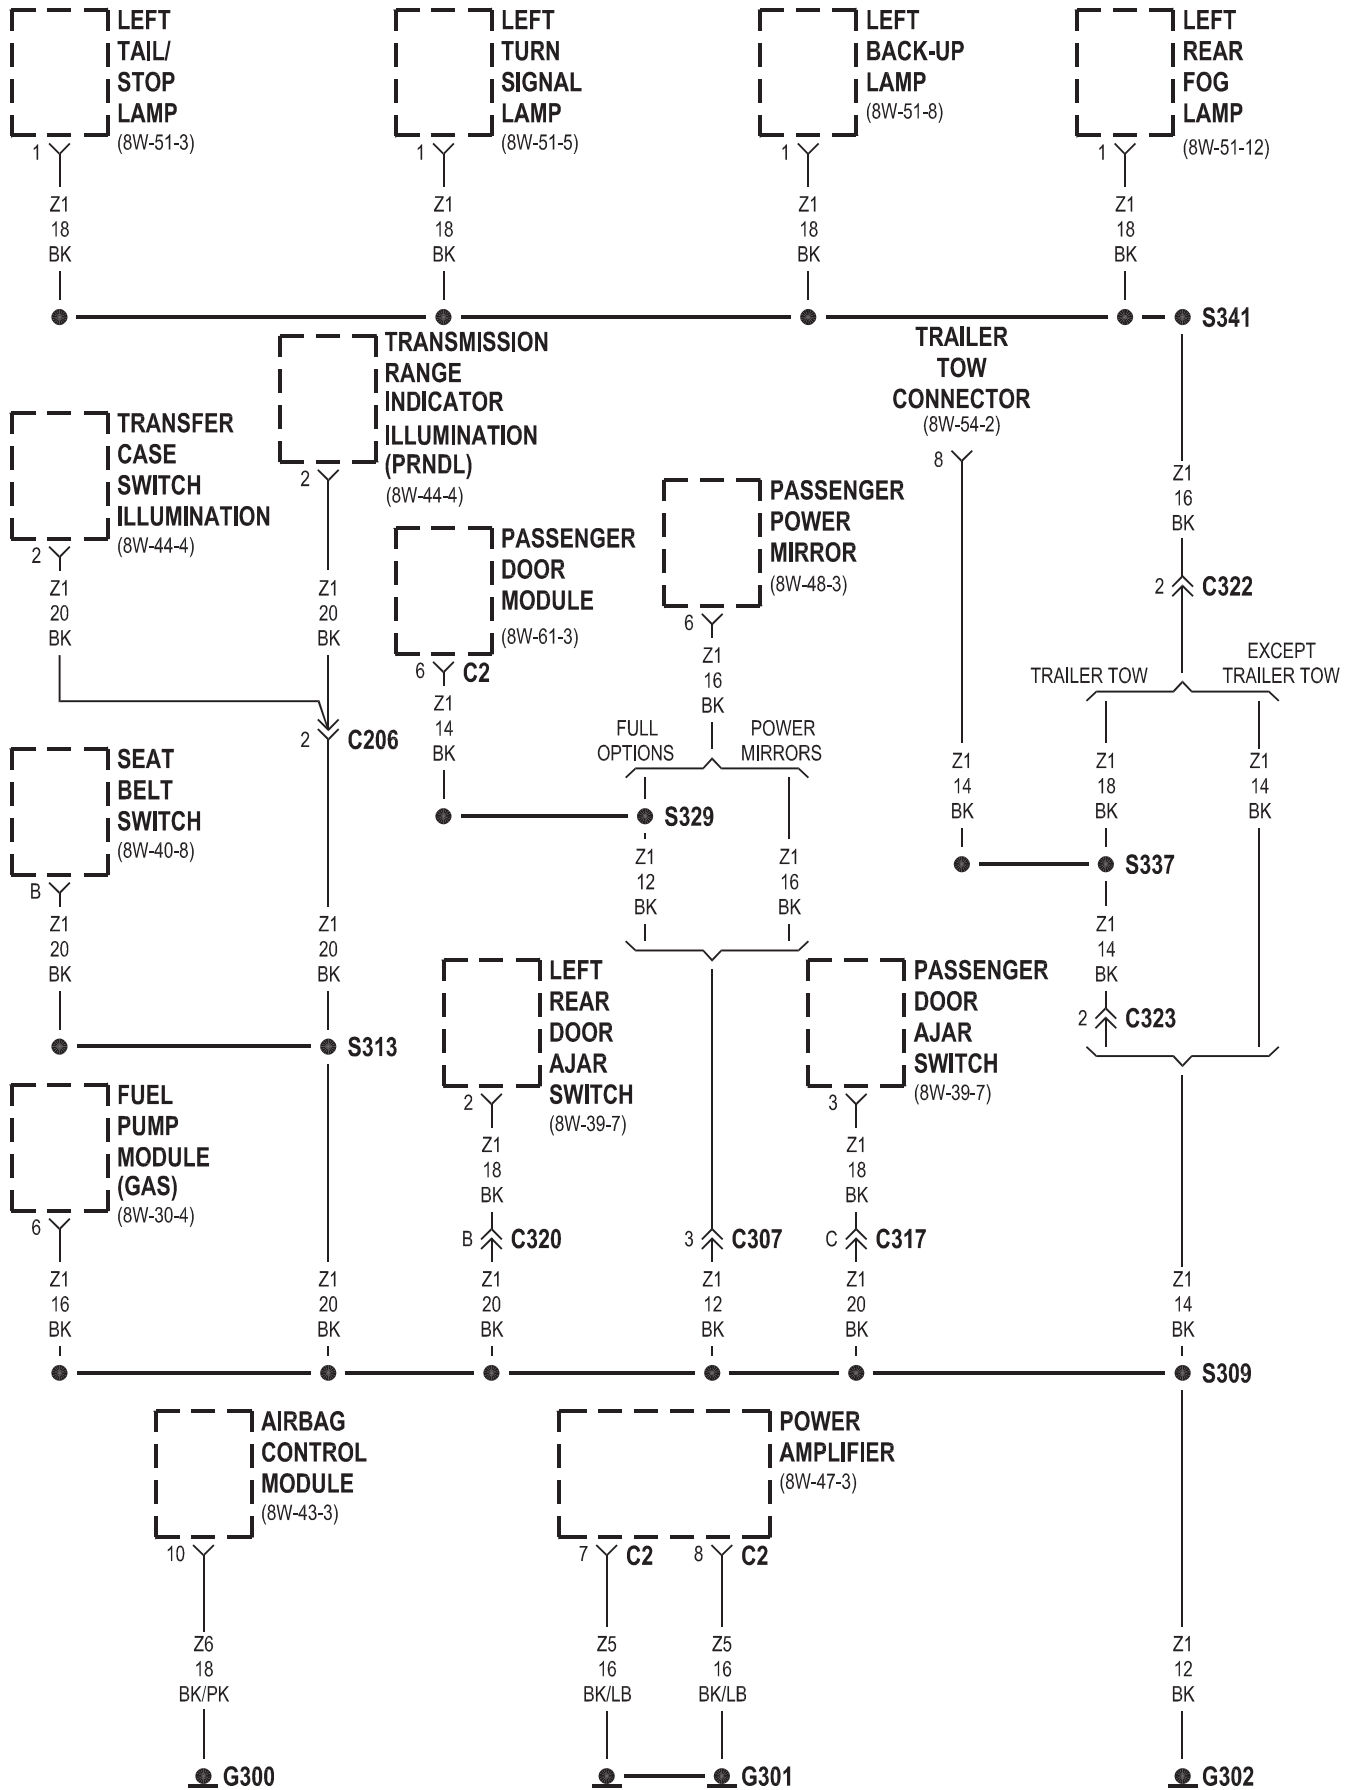 LEFT
TAIL/
STOP
LAMP
(8W-51-3)
1
Z1
18
BK
LEFT
TURN
SIGNAL
LAMP
(8W-51-5)
1
Z1
18
BK
LEFT
BACK-UP
LAMP
(8W-51-8)
1
Z1
18
BK
LEFT
REAR
FOG
LAMP
(8W-51-12)
1
Z1
18
BK
S341
TRANSFER
CASE
SWITCH
ILLUMINATION
(8W-44-4)
2
Z1
20
BK
TRANSMISSION
RANGE
INDICATOR
ILLUMINATION
(PRNDL)
(8W-44-4)
2
Z1
20
BK
2
C206
PASSENGER
DOOR
MODULE
(8W-61-3)
6
C2
Z1
14
BK
PASSENGER
POWER
MIRROR
(8W-48-3)
6
Z1
16
BK
FULL
OPTIONS
POWER
MIRRORS
S329
Z1
12
BK
Z1
16
BK
TRAILER
TOW
CONNECTOR
(8W-54-2)
8
Z1
14
BK
Z1
16
BK
2
C322
TRAILER TOW
EXCEPT
TRAILER TOW
Z1
18
BK
Z1
14
BK
S337
Z1
14
BK
2
C323
SEAT
BELT
SWITCH
(8W-40-8)
B
Z1
20
BK
Z1
20
BK
S313
LEFT
REAR
DOOR
AJAR
SWITCH
(8W-39-7)
2
Z1
18
BK
B
C320
Z1
20
BK
3
C307
Z1
12
BK
PASSENGER
DOOR
AJAR
SWITCH
(8W-39-7)
3
Z1
18
BK
C
C317
Z1
20
BK
FUEL
PUMP
MODULE
(GAS)
(8W-30-4)
6
Z1
16
BK
Z1
20
BK
Z1
14
BK
S309
AIRBAG
CONTROL
MODULE
(8W-43-3)
10
Z6
18
BK/PK
G300
POWER
AMPLIFIER
(8W-47-3)
7
C2
8
C2
Z5
16
BK/LB
Z5
16
BK/LB
G301
Z1
12
BK
G302